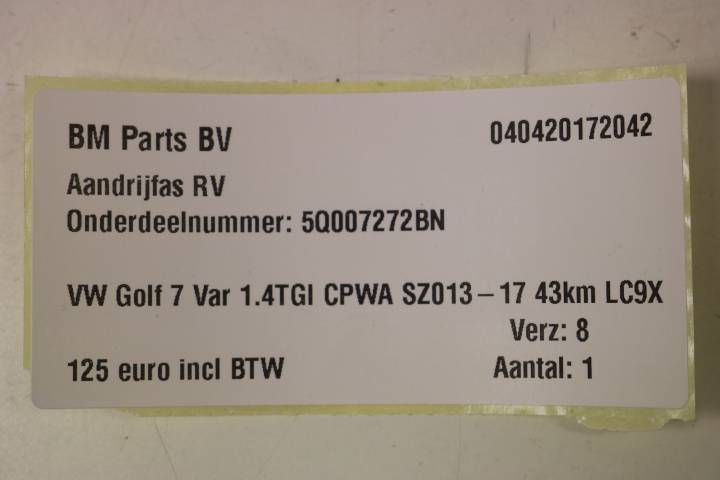 BM Parts BV 040420172042
Aandrijfas RV
Onderdeelnummer: 5Q007272BN
VW Golf 7 Var 1.4TGI CPWA SZ013 – 17 43km LC9X
Verz: 8
125 euro incl BTW Aantal: 1